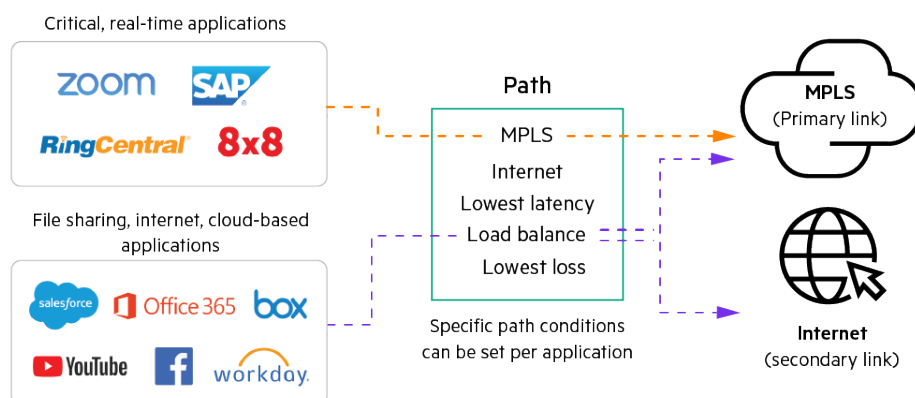 Critical, real-time applications
zoom
SAP
®
RingCentral®
8x8
File sharing, internet, cloud-based
applications
salesforce
Office 365
box
YouTube
f
workday.
Path
MPLS
Internet
Lowest latency
Load balance
Lowest loss
Specific path conditions
can be set per application
MPLS
(Primary link)
Internet
(secondary link)